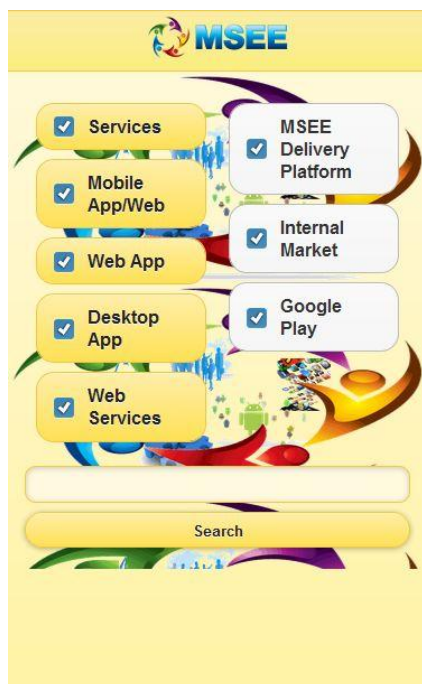 MSEE
Services
Mobile
App/Web
Web App
Desktop
App
Web
Services
MSEE
Delivery
Platform
Internal
Market
Google
Play
Search